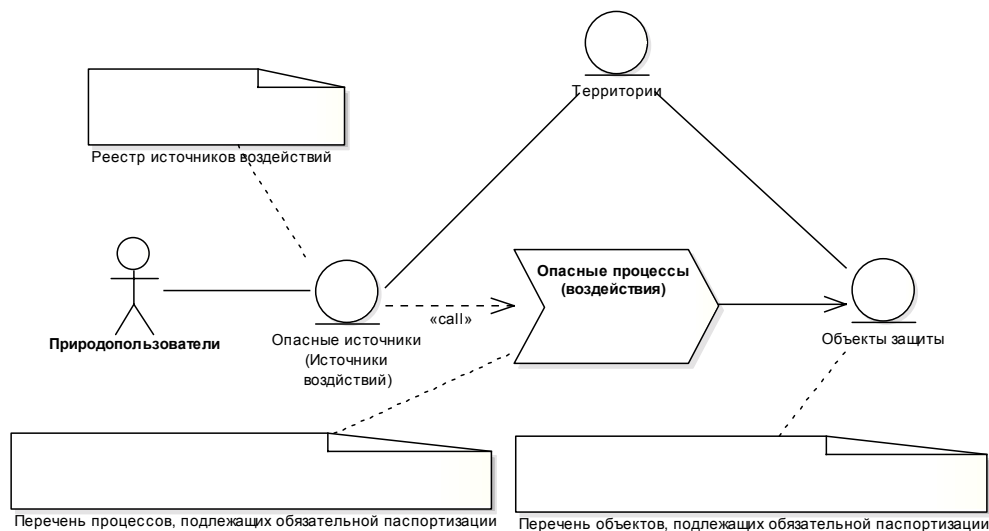 Территории
Реестр источников воздействий
Опасные процессы
(воздействия)
«call»
Природопользователи
Опасные источники
(Источники
воздйствий)
Объекты защиты
Перечень процессов, подлежащих обязательной паспортизации
Перечень объектов, подлежащих обязательной паспортизации